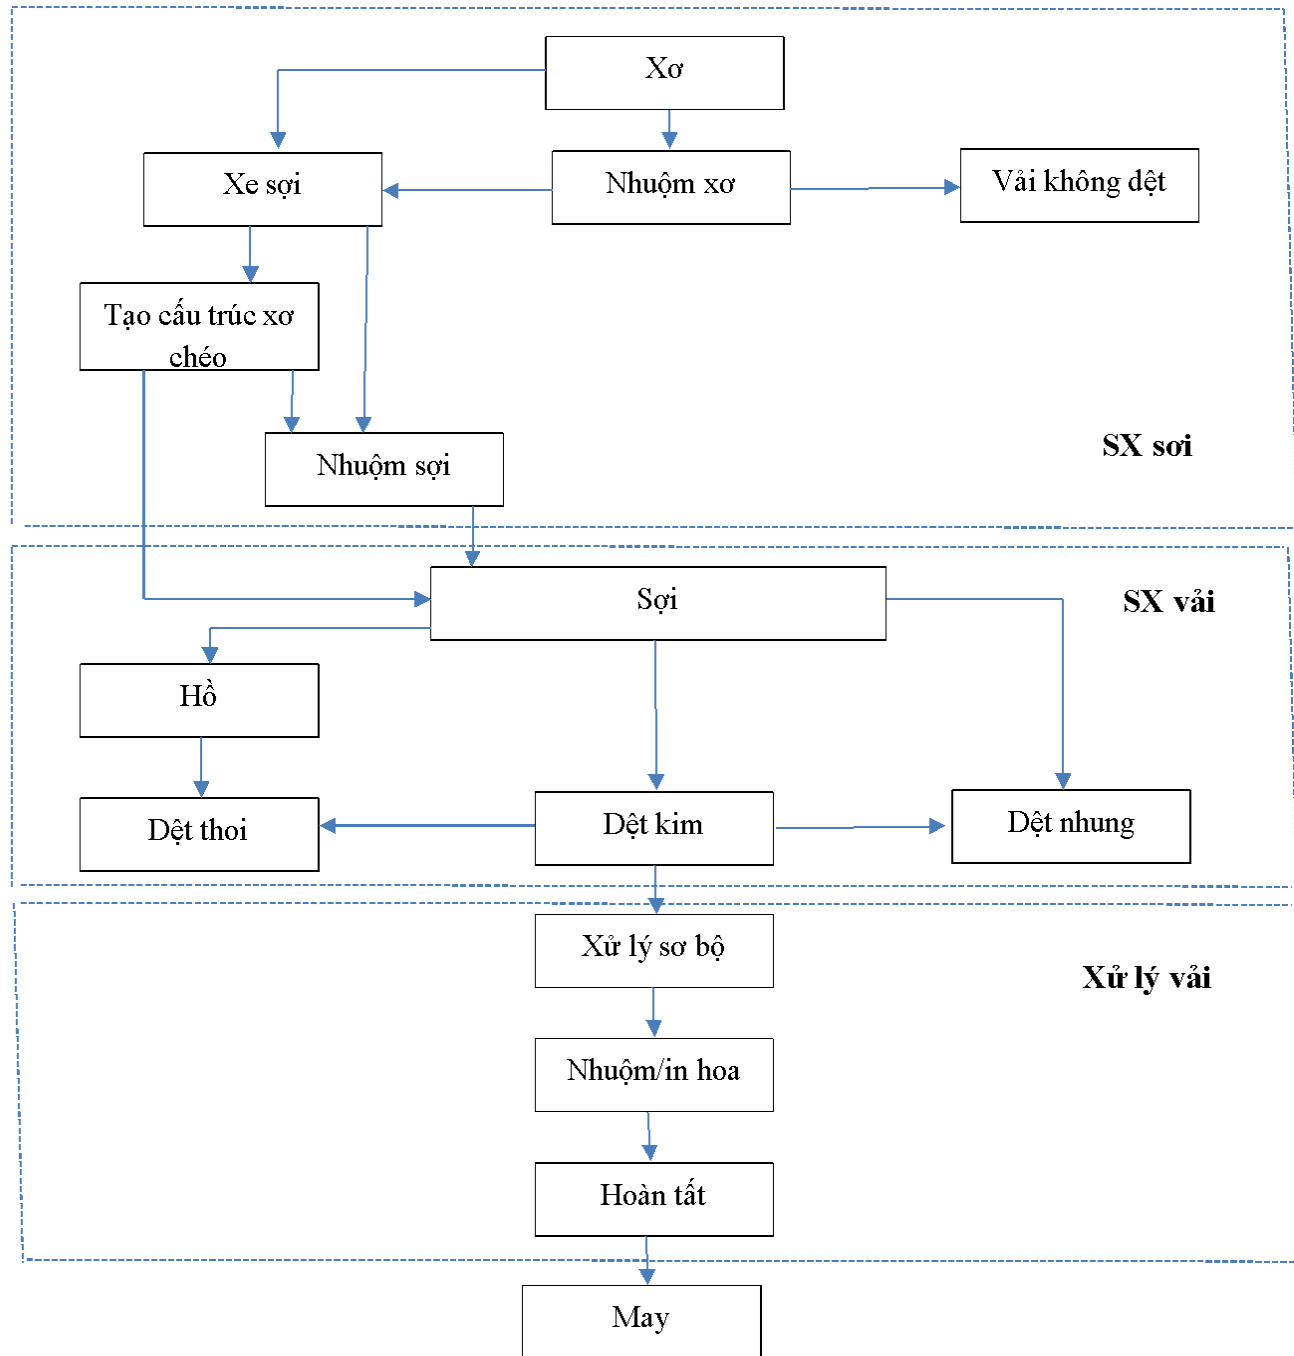 Xơ
Xe sợi
Nhuộm xơ
Vải không dệt
Tạo cấu trúc xơ
chéo
SX sơi
Nhuộm sợi
Sợi
SX vải
Hồ
Dệt thoi
Dệt kim
Dệt nhung
Xử lý sơ bộ
Xử lý vải
Nhuộm/in hoa
Hoàn tất
May